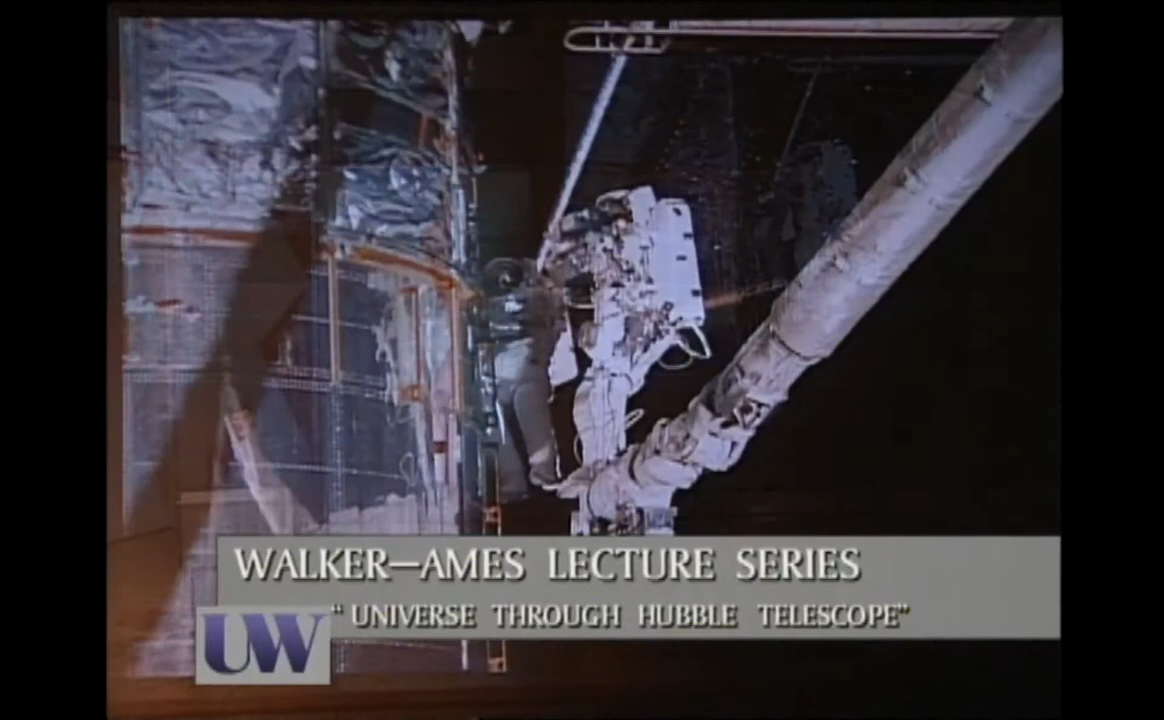 WALKER–AMES LECTURE SERIES
" UNIVERSE THROUGH HUBBLE TELESCOPE"
UW